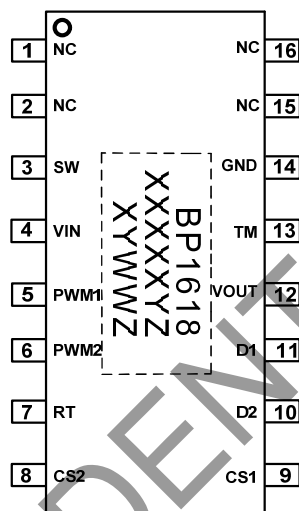 1 NC NC 16
2 NC NC 15
3 SW GND 14
4 VIN TM 13
5 PWM1 VOUT 12
6 PWM2 D1 11
7 RT D2 10
8 CS2 CS1 9
BP1618
XXXXXYZ
XYWWZ
DENT